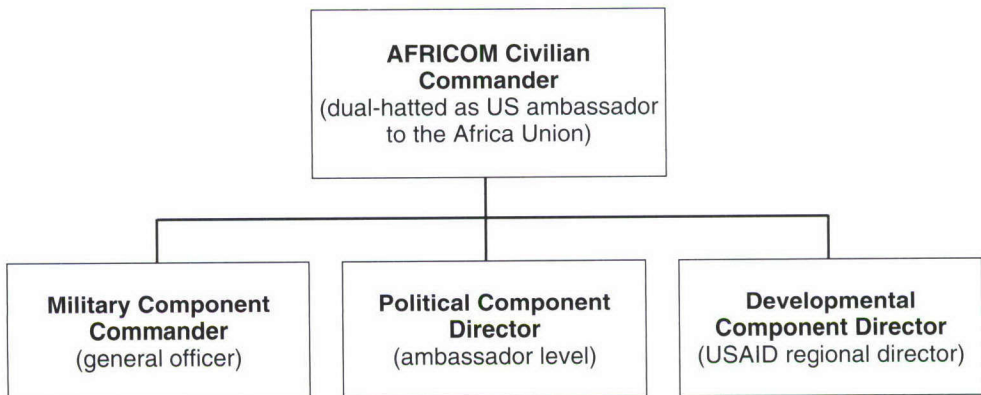 AFRICOM Civilian
Commander
(dual-hatted as US ambassador
to the Africa Union)
Military Component
Commander
(general officer)
Political Component
Director
(ambassador level)
Developmental
Component Director
(USAID regional director)